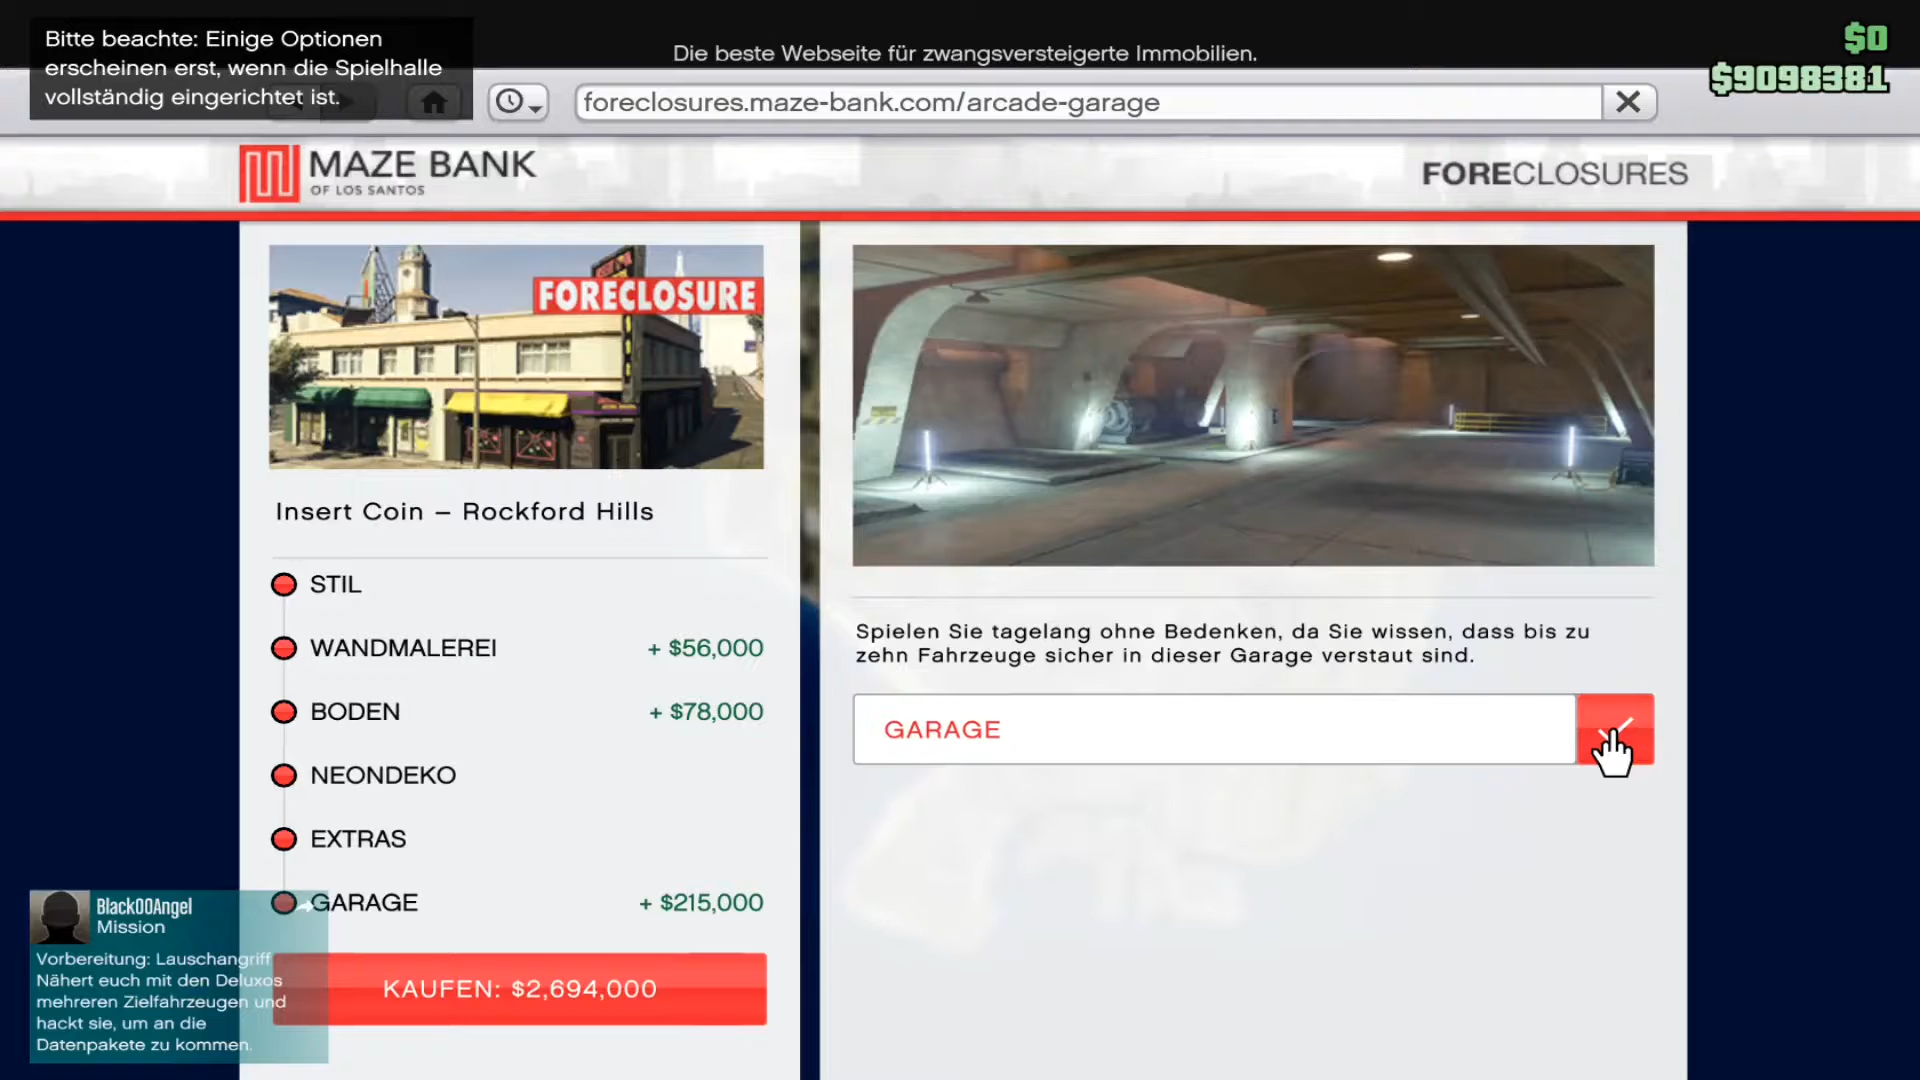 Bitte beachte: Einige Optionen
erscheinen erst, wenn die Spielhalle
vollständig eingerichtet ist.
Die beste Webseite für zwangsversteigerte Immobilien.
$0
$9098381
foreclosures.maze-bank.com/arcade-garage
MAZE BANK
OF LOS SANTOS
FORECLOSURES
FORECLOSURE
Insert Coin – Rockford Hills
STIL
WANDMALEREI + $56,000
BODEN + $78,000
NEONDEKO
EXTRAS
GARAGE + $215,000
KAUFEN: $2,694,000
Spielen Sie tagelang ohne Bedenken, da Sie wissen, dass bis zu
zehn Fahrzeuge sicher in dieser Garage verstaut sind.
GARAGE
Black00Angel
Mission
Vorbereitung: Lauschangriff
Nähert euch mit den Deluxos
mehreren Zielfahrzeugen und
hackt sie, um an die
Datenpakete zu kommen.